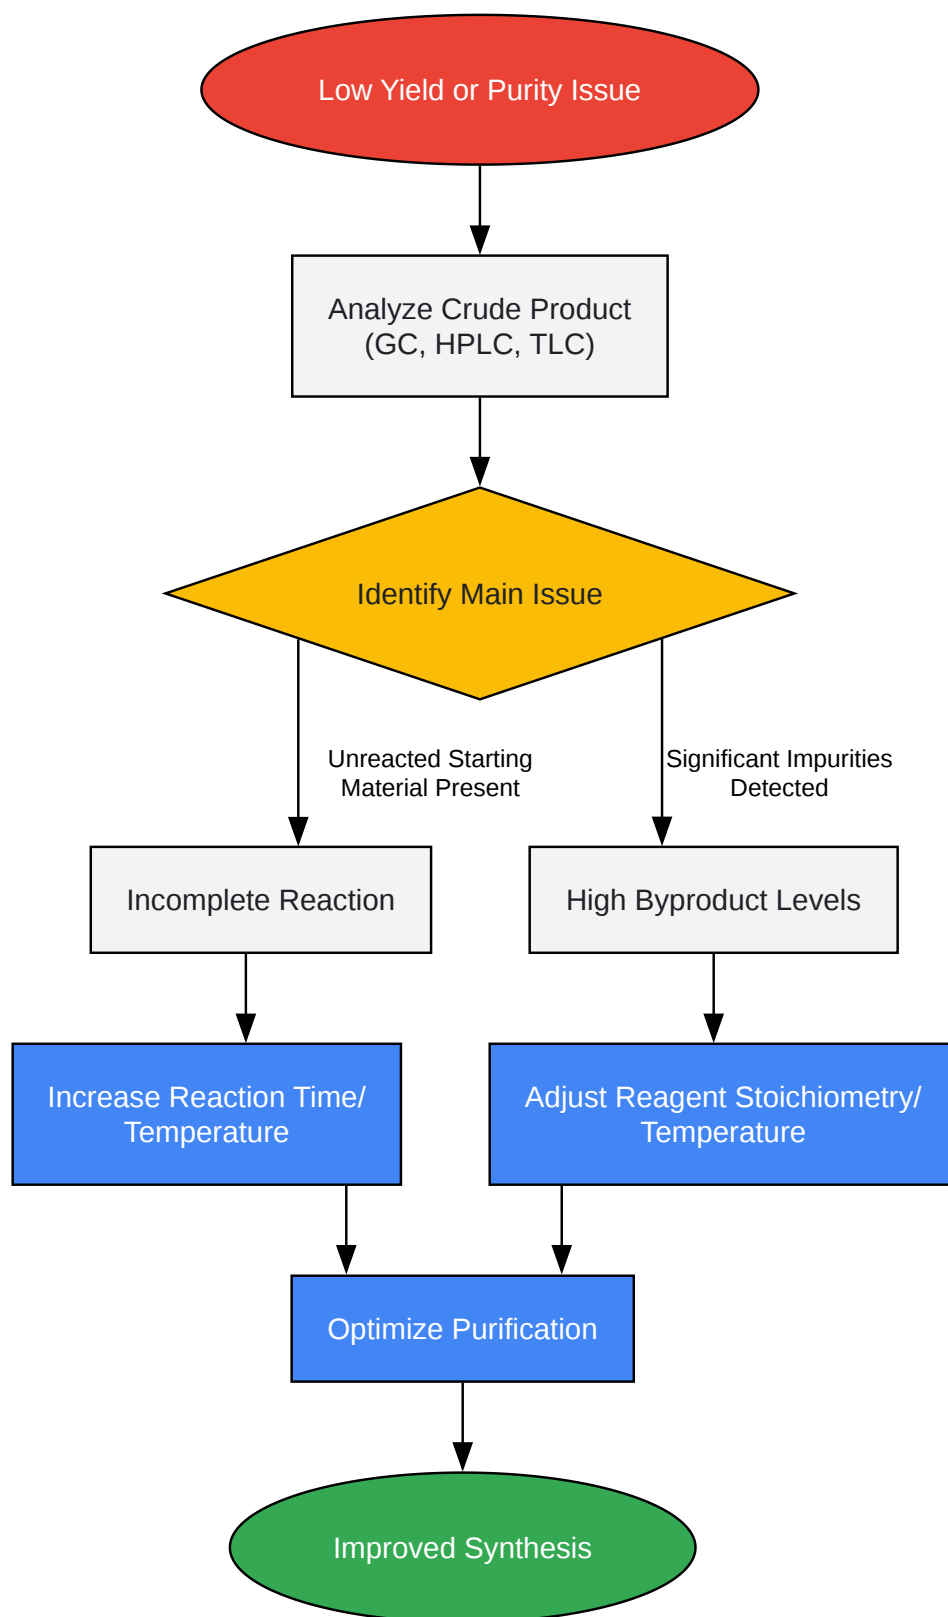 Low Yield or Purity Issue
Analyze Crude Product
(GC, HPLC, TLC)
Identify Main Issue
Unreacted Starting
Material Present
Significant Impurities
Detected
Incomplete Reaction
High Byproduct Levels
Increase Reaction Time/
Temperature
Adjust Reagent Stoichiometry/
Temperature
Optimize Purification
Improved Synthesis